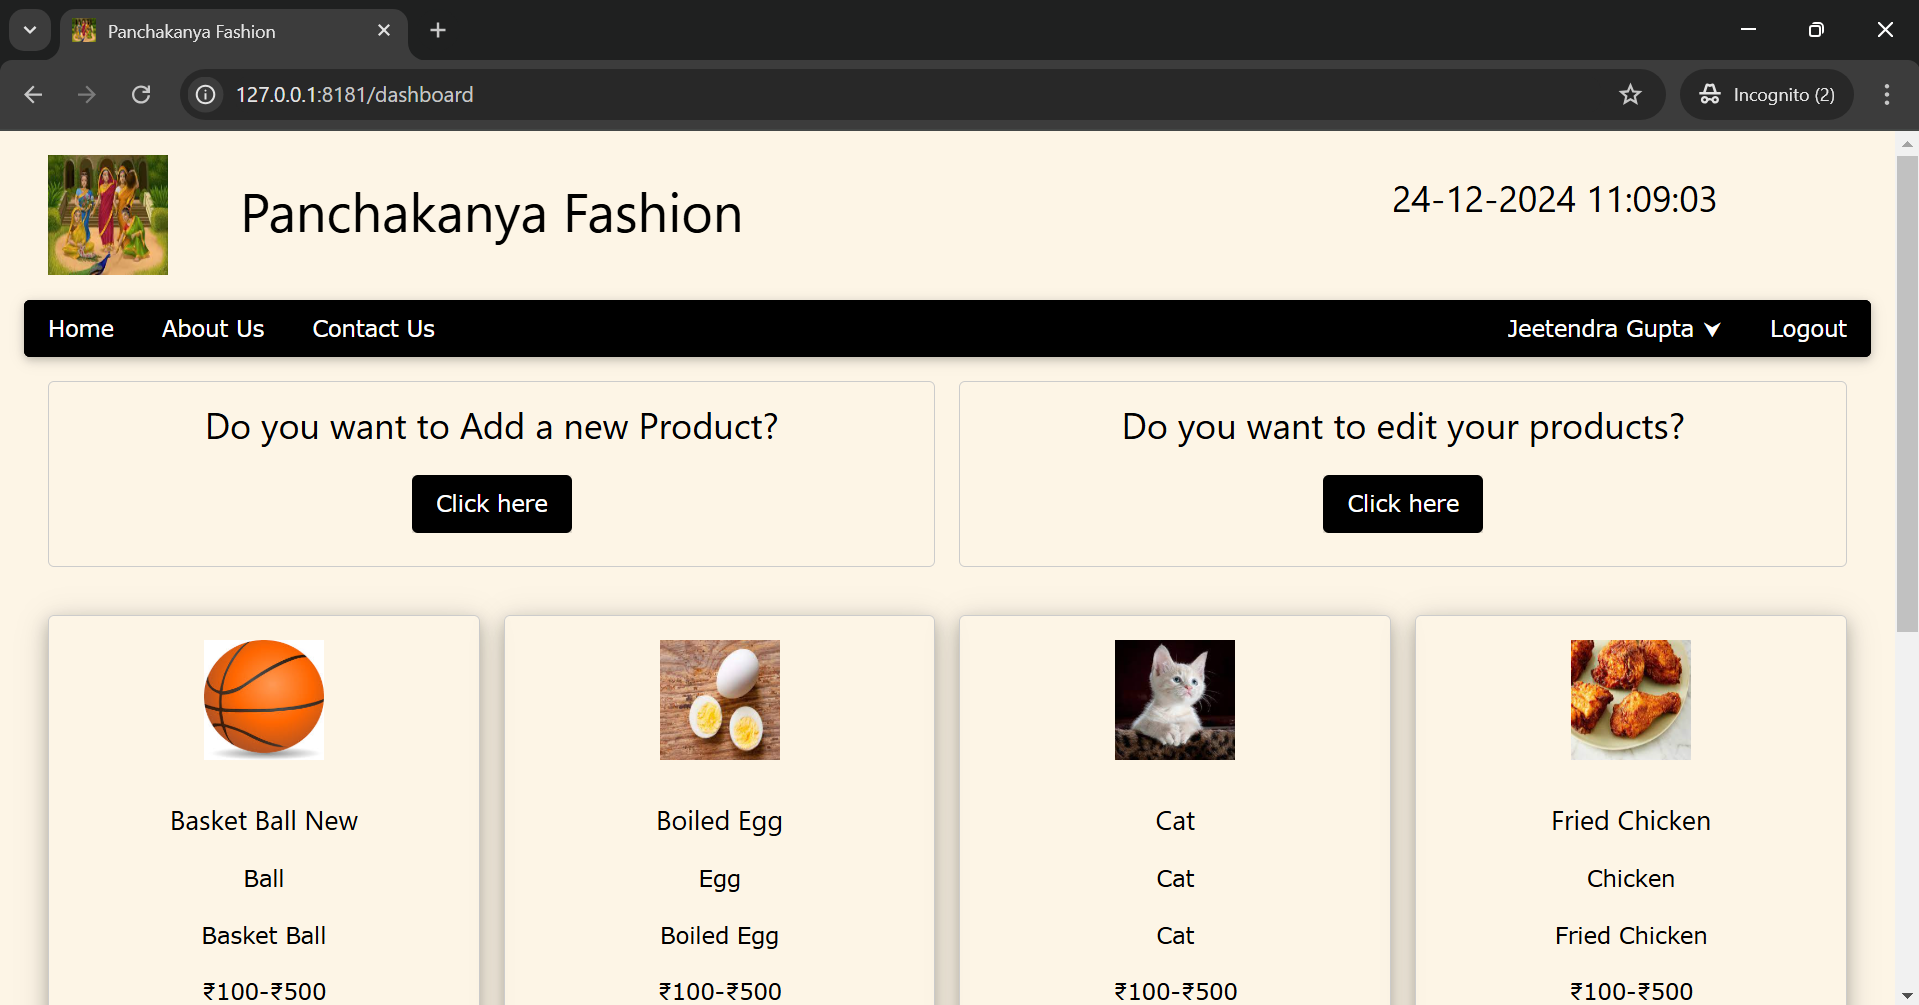 Panchakanya Fashion
127.0.0.1:8181/dashboard
Incognito (2)
Panchakanya Fashion
24-12-2024 11:09:03
Home About Us Contact Us Jeetendra Gupta Logout
Do you want to Add a new Product?
Click here
Do you want to edit your products?
Click here
Basket Ball New
Ball
Basket Ball
₹100-₹500
Boiled Egg
Egg
Boiled Egg
₹100-₹500
Cat
Cat
Cat
₹100-₹500
Fried Chicken
Chicken
Fried Chicken
₹100-₹500